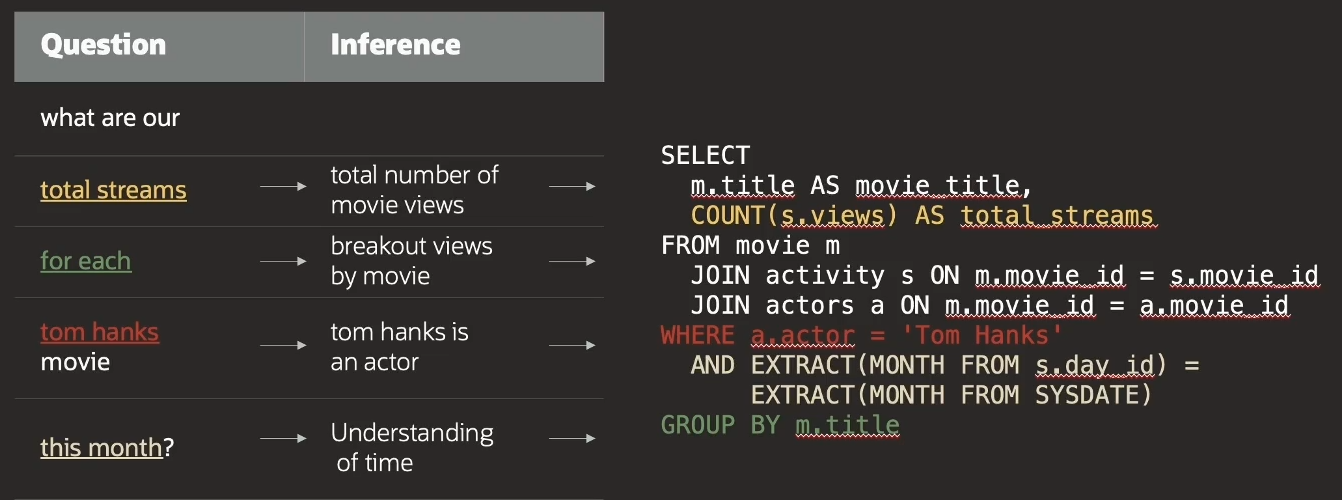 Question
Inference
what are our
total streams
total number of
movie views
for each
breakout views
by movie
tom hanks
movie
tom hanks is
an actor
this month?
Understanding
of time
SELECT
m.title AS movie_title,
COUNT(s.views) AS total_streams
FROM movie m
JOIN activity s ON m.movie_id = s.movie_id
JOIN actors a ON m.movie_id = a.movie_id
WHERE a.actor = 'Tom Hanks'
AND EXTRACT(MONTH FROM s.day_id) =
EXTRACT(MONTH FROM SYSDATE)
GROUP BY m.title